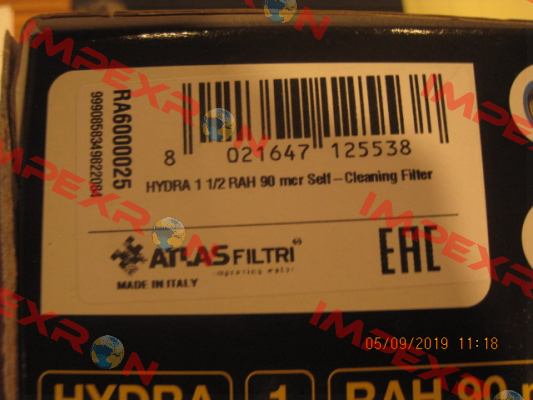 RA6000025
8 021647 125538
HYDRA 1 1/2 RAH 90 mcr Self-Cleaning Filter
ATLAS FILTRI®
improving water
MADE IN ITALY
EAC
05/09/2019 11:18
HYDRA 1 RAH 90 m
IMPEXRON
IMPEXRON
IMPEXRON
IMPEXRON